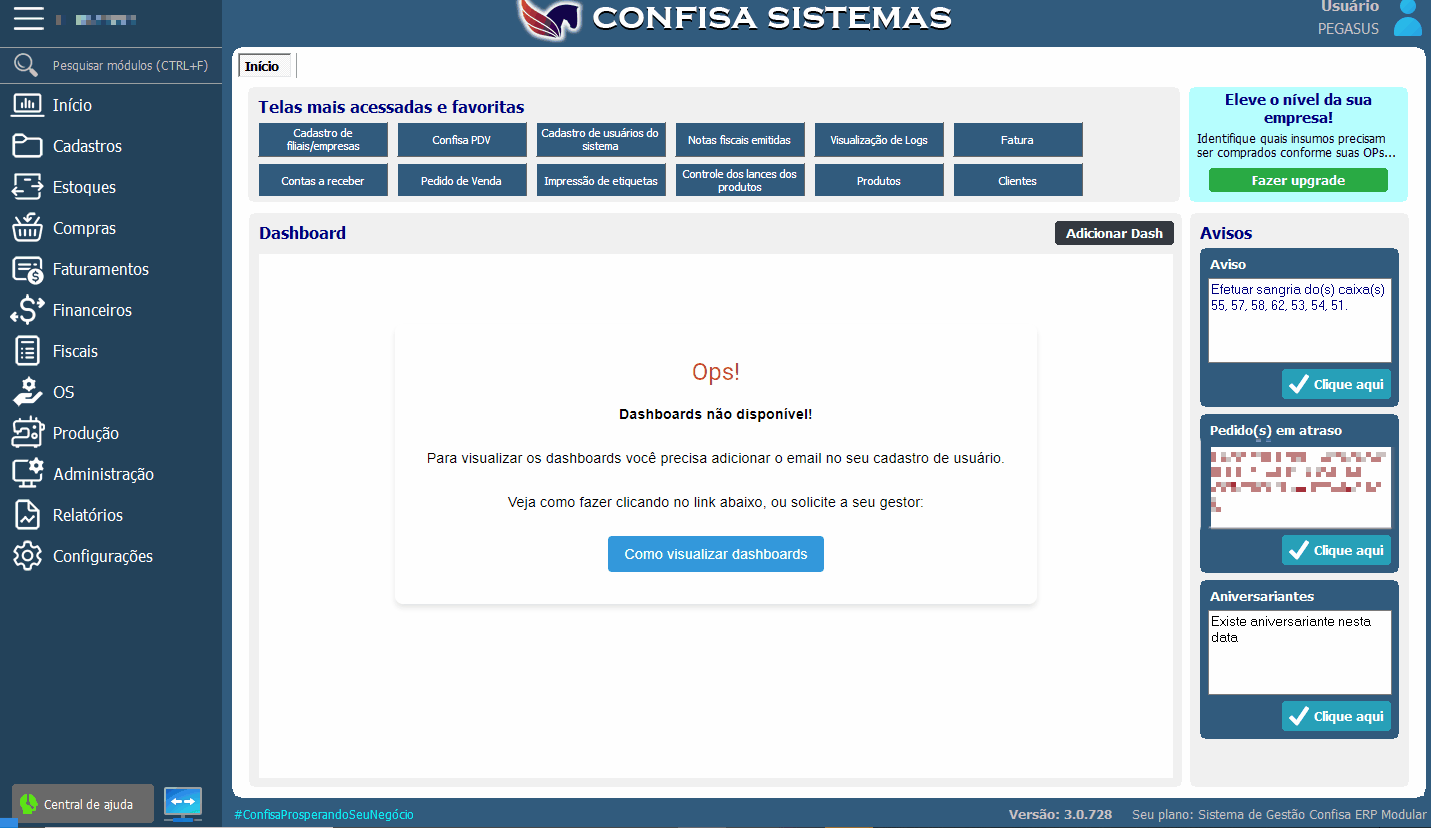 CONFISA SISTEMAS
Usuário
PEGASUS
Pesquisar módulos (CTRL+F)
Início
Cadastros
Estoques
Compras
Faturamentos
Financeiros
Fiscais
OS
Produção
Administração
Relatórios
Configurações
Central de ajuda
Início
Telas mais acessadas e favoritas
Cadastro de
filiais/empresas
Confisa PDV
Cadastro de usuários do
sistema
Notas fiscais emitidas
Visualização de Logs
Fatura
Contas a receber
Pedido de Venda
Impressão de etiquetas
Controle dos lances dos
produtos
Produtos
Clientes
Eleve o nível da sua
empresa!
Identifique quais insumos precisam
ser comprados conforme suas OPs...
Fazer upgrade
Dashboard
Adicionar Dash
Ops!
Dashboards não disponível!
Para visualizar os dashboards você precisa adicionar o email no seu cadastro de usuário.
Veja como fazer clicando no link abaixo, ou solicite a seu gestor:
Como visualizar dashboards
Avisos
Aviso
Efetuar sangria do(s) caixa(s)
55, 57, 58, 62, 53, 54, 51.
Clique aqui
Pedido(s) em atraso
Clique aqui
Aniversariantes
Existe aniversariante nesta
data
Clique aqui
#ConfisaProsperandoSeuNegócio
Versão: 3.0.728
Seu plano: Sistema de Gestão Confisa ERP Modular